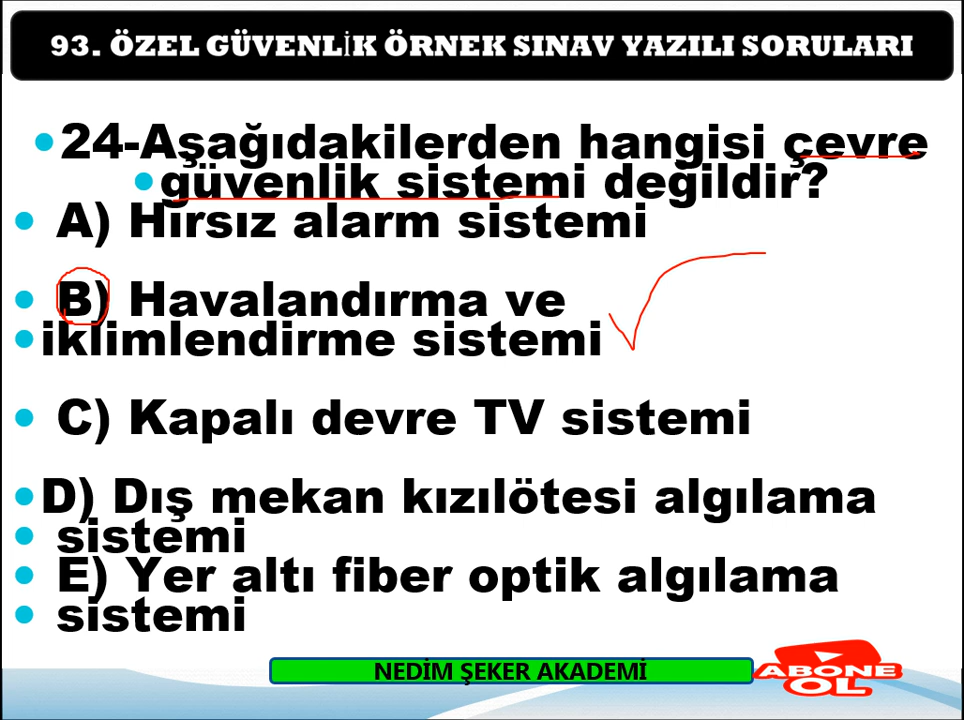 93. ÖZEL GÜVENLİK ÖRNEK SINAV YAZILI SORULARI
24-Aşağıdakilerden hangisi çevre
güvenlik sistemi değildir?
A) Hırsız alarm sistemi
B) Havalandırma ve
iklimlendirme sistemi
C) Kapalı devre TV sistemi
D) Dış mekan kızılötesi algılama
sistemi
E) Yer altı fiber optik algılama
sistemi
NEDİM ŞEKER AKADEMİ
ABONE
OL